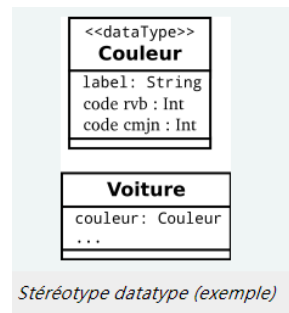 <<dataType>>
Couleur
label: String
code rvb : Int
code cmjn : Int
Voiture
couleur: Couleur
...
Stéréotype datatype (exemple)